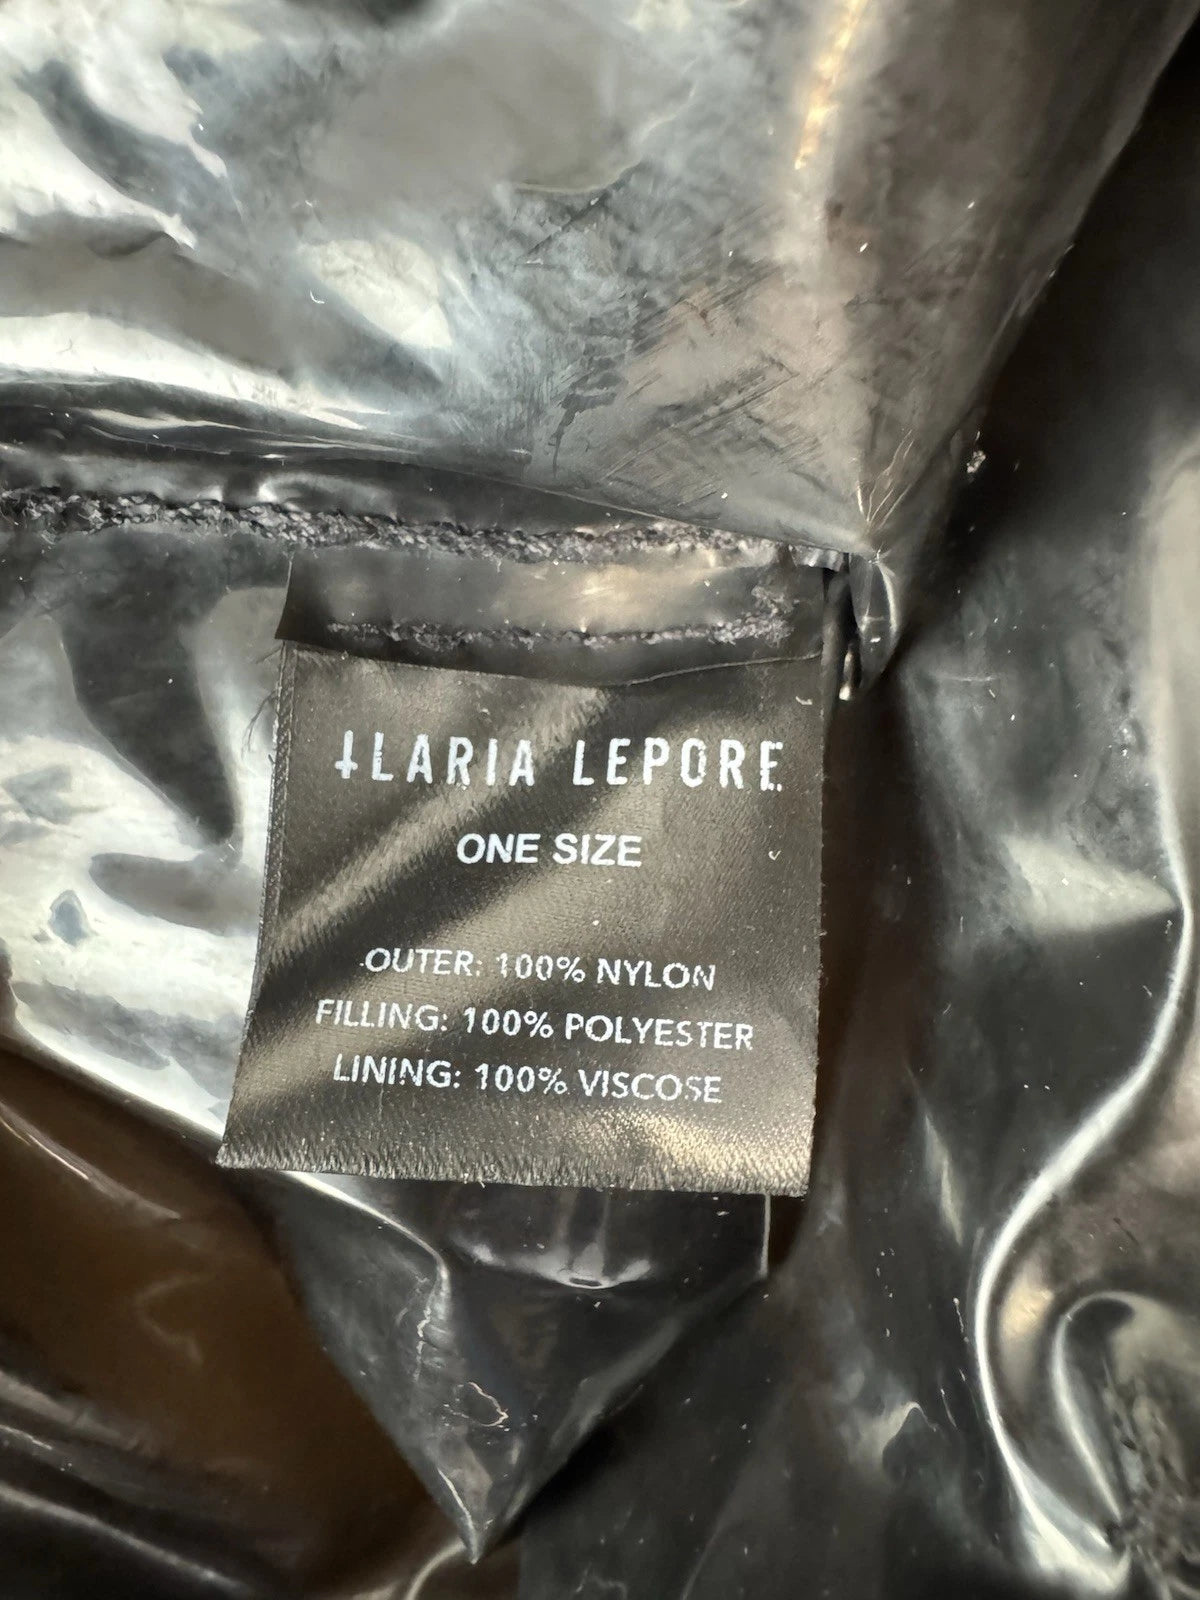 ILARIA LEPORE
ONE SIZE
OUTER: 100% NYLON
FILLING: 100% POLYESTER
LINING: 100% VISCOSE